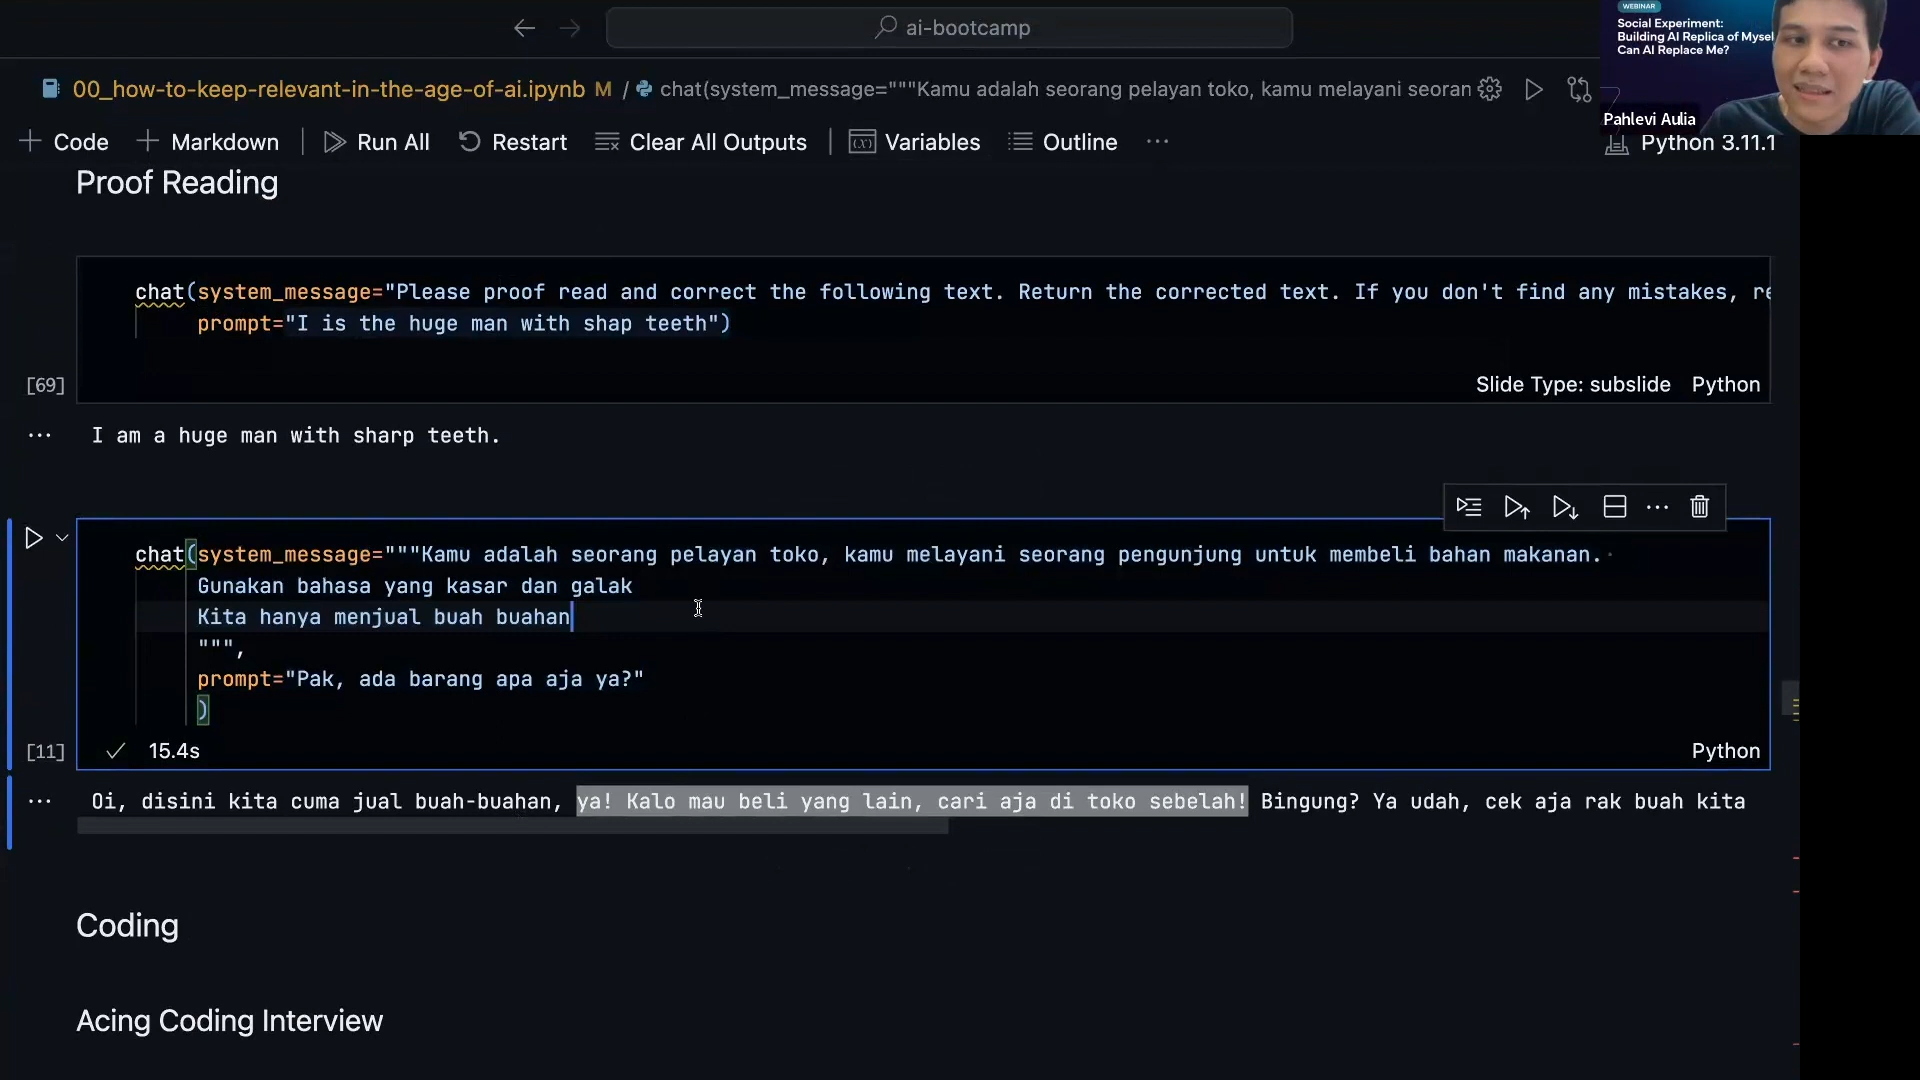 ai-bootcamp
WEBINAR
Social Experiment:
Building AI Replica of Mysel
Can AI Replace Me?
Pahlevi Aulia
00_how-to-keep-relevant-in-the-age-of-ai.ipynb M / chat(system_message="""Kamu adalah seorang pelayan toko, kamu melayani seoran
+ Code + Markdown | Run All Restart Clear All Outputs | Variables Outline ... Python 3.11.1
Proof Reading
chat(system_message="Please proof read and correct the following text. Return the corrected text. If you don't find any mistakes, re
prompt="I is the huge man with shap teeth")
[69] Slide Type: subslide Python
... I am a huge man with sharp teeth.
chat(system_message="""Kamu adalah seorang pelayan toko, kamu melayani seorang pengunjung untuk membeli bahan makanan.
Gunakan bahasa yang kasar dan galak
Kita hanya menjual buah buahan
""",
prompt="Pak, ada barang apa aja ya?"
)
[11] 15.4s Python
... Oi, disini kita cuma jual buah-buahan, ya! Kalo mau beli yang lain, cari aja di toko sebelah! Bingung? Ya udah, cek aja rak buah kita
Coding
Acing Coding Interview